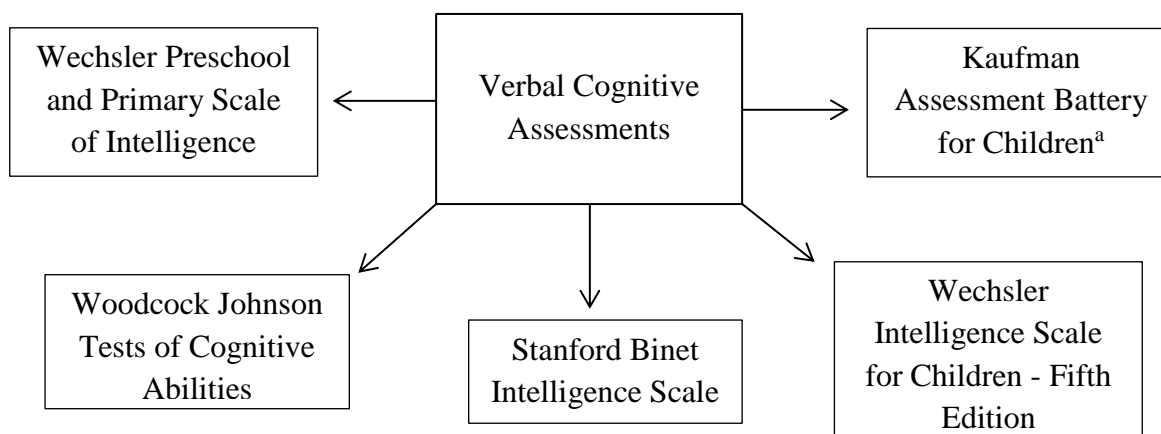 Wechsler Preschool
and Primary Scale
of Intelligence
Verbal Cognitive
Assessments
Kaufman
Assessment Battery
for Childrenᵃ
Woodcock Johnson
Tests of Cognitive
Abilities
Stanford Binet
Intelligence Scale
Wechsler
Intelligence Scale
for Children - Fifth
Edition